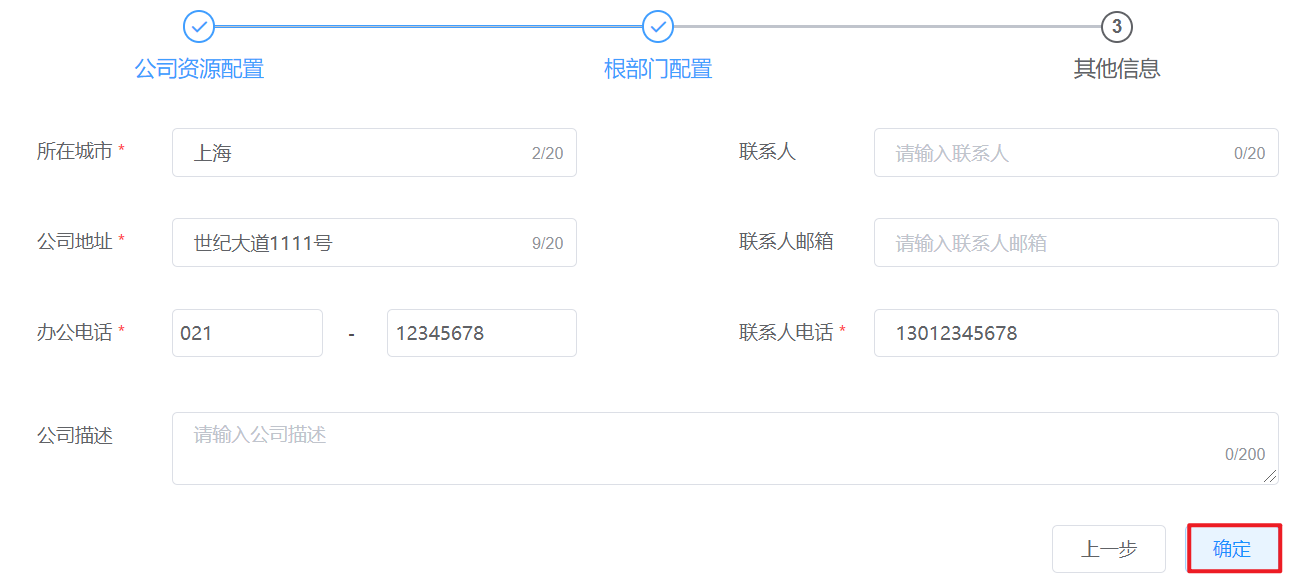 3
公司资源配置 根部门配置 其他信息
所在城市 * 上海 2/20 联系人 请输入联系人 0/20
公司地址 * 世纪大道1111号 9/20 联系人邮箱 请输入联系人邮箱
办公电话 * 021 - 12345678 联系人电话 * 13012345678
公司描述 请输入公司描述
0/200
上一步 确定